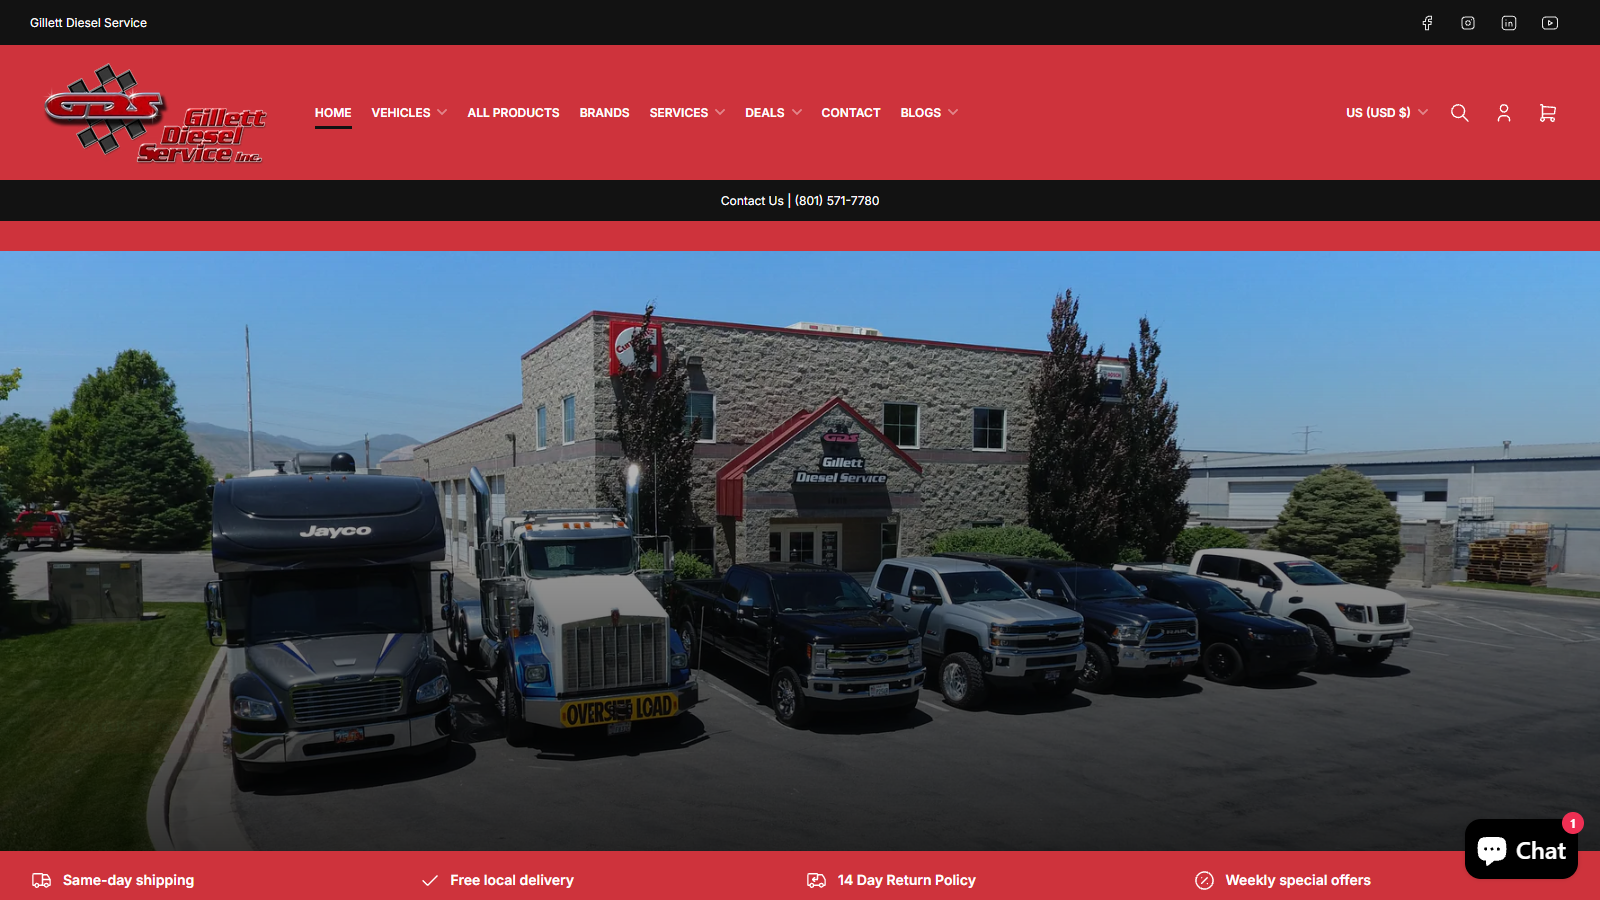 Gillett Diesel Service
GDS
Gillett
Diesel
Service Inc.
HOME
VEHICLES
ALL PRODUCTS
BRANDS
SERVICES
DEALS
CONTACT
BLOGS
US (USD $)
Contact Us | (801) 571-7780
GDS
Gillett
Diesel Service
Jayco
OVERSIZE LOAD
Same-day shipping
Free local delivery
14 Day Return Policy
Weekly special offers
1
Chat